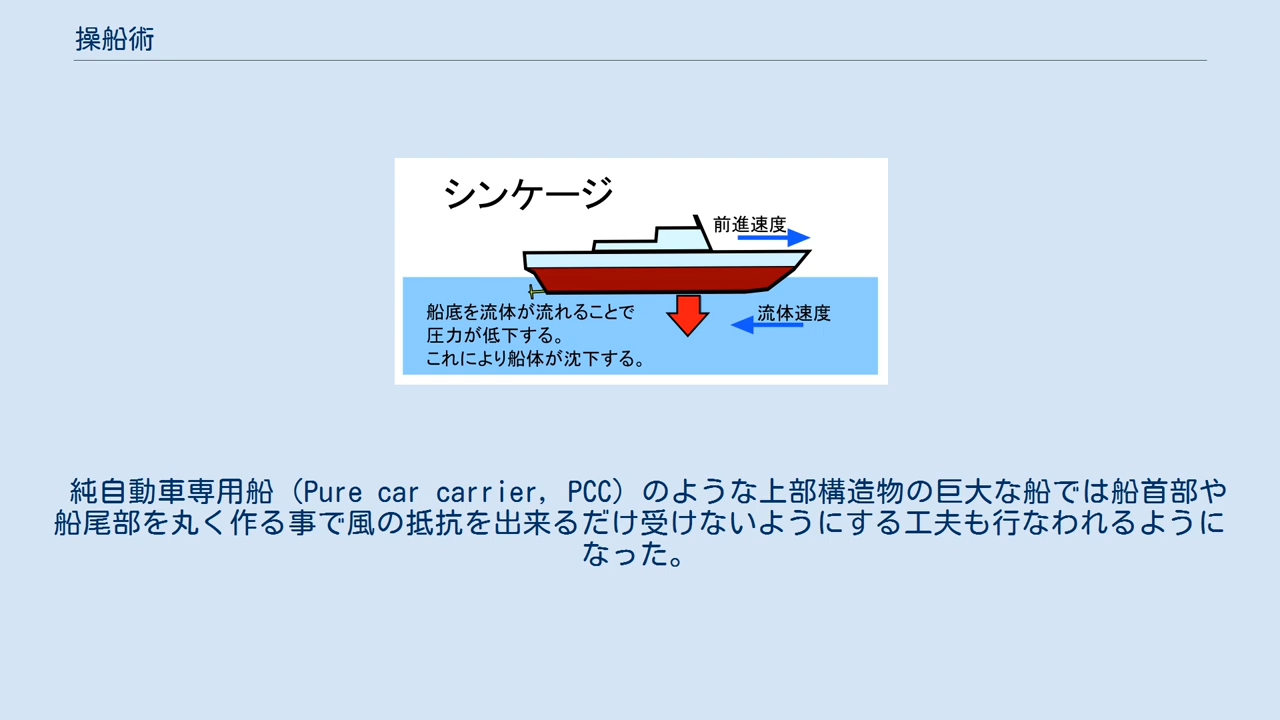 操船術
シンケージ
前進速度
船底を流体が流れることで
圧力が低下する。
これにより船体が沈下する。
流体速度
純自動車専用船（Pure car carrier, PCC）のような上部構造物の巨大な船では船首部や
船尾部を丸く作る事で風の抵抗を出来るだけ受けないようにする工夫も行なわれるように
なった。